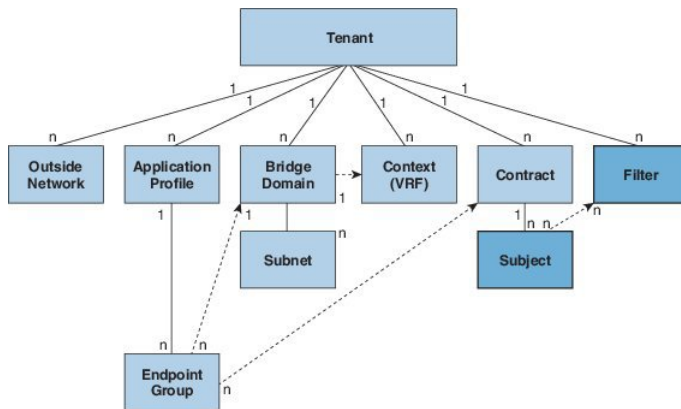 Tenant
1 1 1 1 1 1
n n n n n n
Outside
Network
Application
Profile
Bridge
Domain
Context
(VRF)
Contract
Filter
1 1 1 1 n n n
Subnet
n
Subject
n n
Endpoint
Group
n